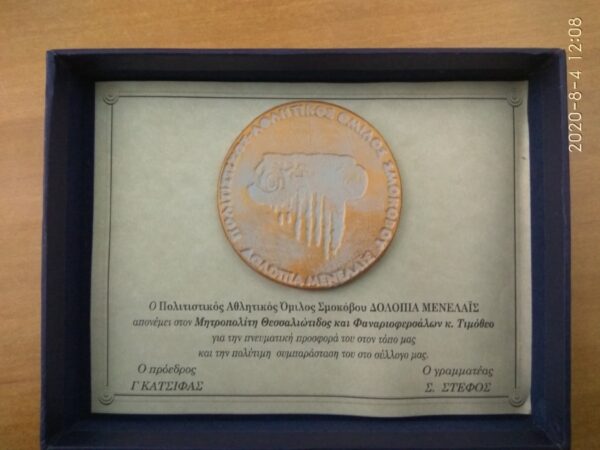 2020-8-4 12:08
ΠΟΛΙΤΙΣΤΙΚΟΣ-ΑΘΛΗΤΙΚΟΣ ΟΜΙΛΟΣ ΣΜΟΚΟΒΟΥ
ΔΟΛΟΠΙΑ ΜΕΝΕΛΑΪΣ
Ο Πολιτιστικός Αθλητικός Όμιλος Σμοκόβου ΔΟΛΟΠΙΑ ΜΕΝΕΛΑΪΣ
απονέμει στον Μητροπολίτη Θεσσαλιώτιδος και Φαναριοφερσάλων κ. Τιμόθεο
για την πνευματική προσφορά του στον τόπο μας
και την πολύτιμη συμπαράσταση του στο σύλλογο μας.
Ο πρόεδρος
Γ ΚΑΤΣΙΦΑΣ
Ο γραμματέας
Σ. ΣΤΕΦΟΣ